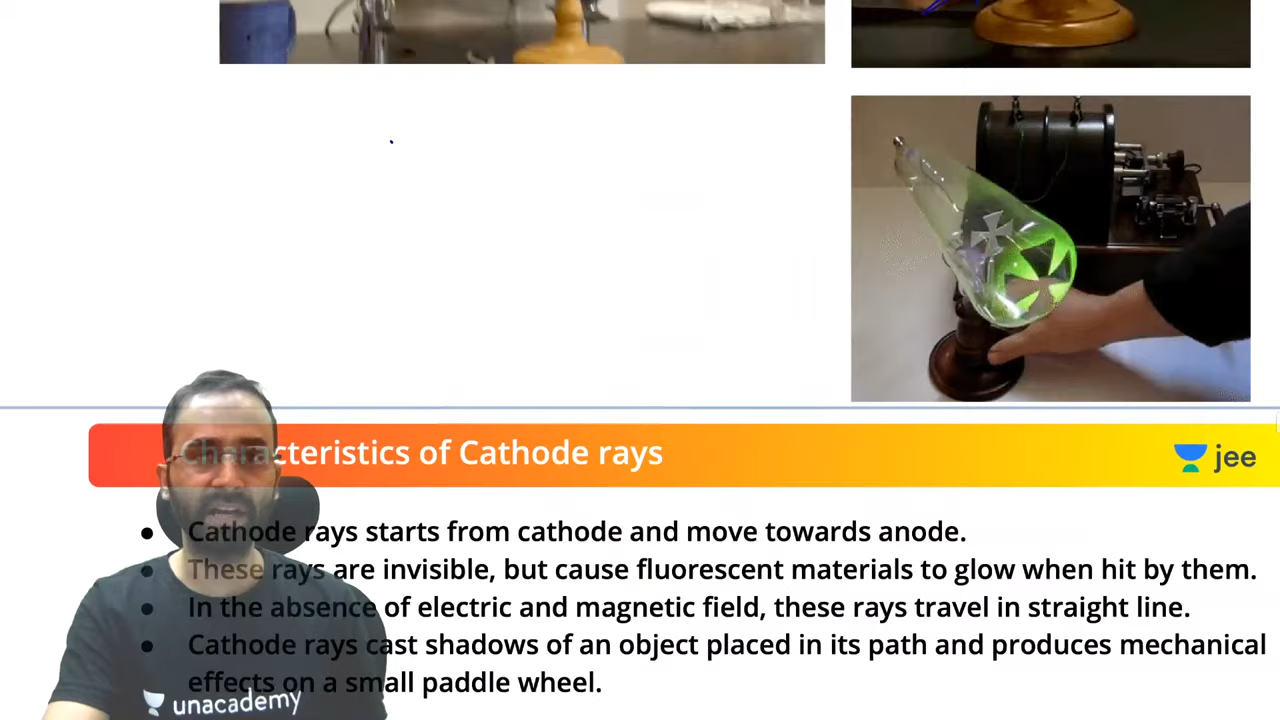 Characteristics of Cathode rays
jee
● Cathode rays starts from cathode and move towards anode.
● These rays are invisible, but cause fluorescent materials to glow when hit by them.
● In the absence of electric and magnetic field, these rays travel in straight line.
● Cathode rays cast shadows of an object placed in its path and produces mechanical
effects on a small paddle wheel.
unacademy